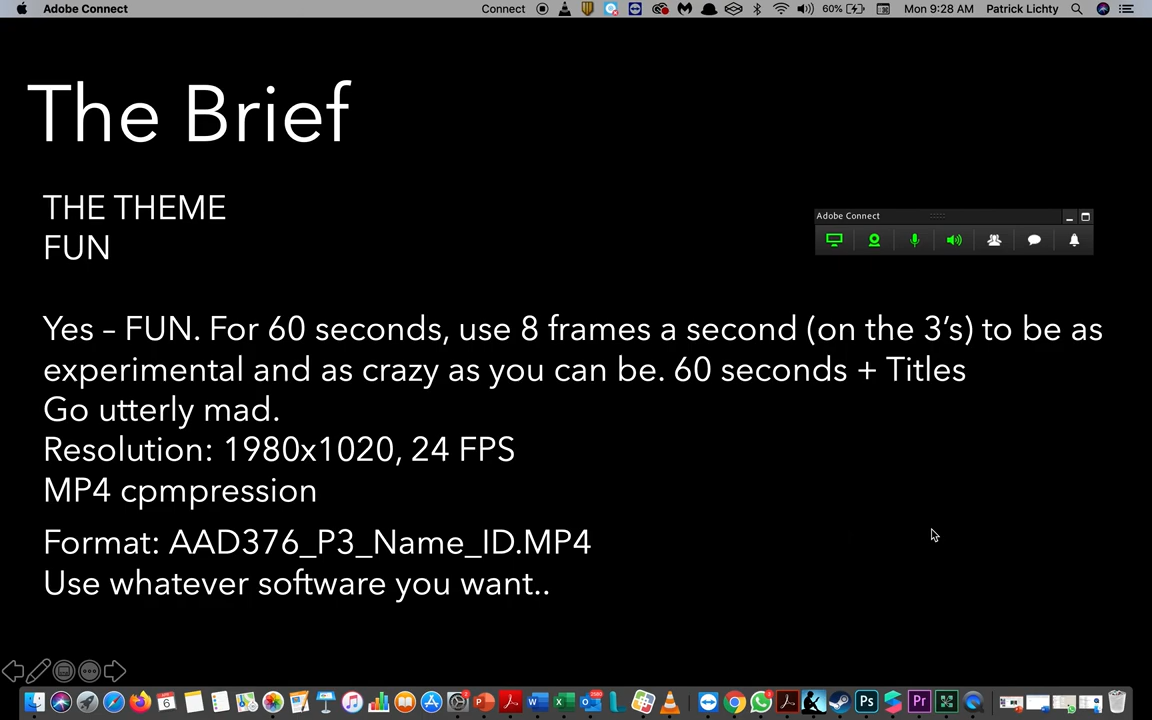 Adobe Connect
Connect
60%
Mon 9:28 AM
Patrick Lichty
The Brief
THE THEME
FUN
Adobe Connect
Yes – FUN. For 60 seconds, use 8 frames a second (on the 3’s) to be as
experimental and as crazy as you can be. 60 seconds + Titles
Go utterly mad.
Resolution: 1980x1020, 24 FPS
MP4 cpmpression
Format: AAD376_P3_Name_ID.MP4
Use whatever software you want..